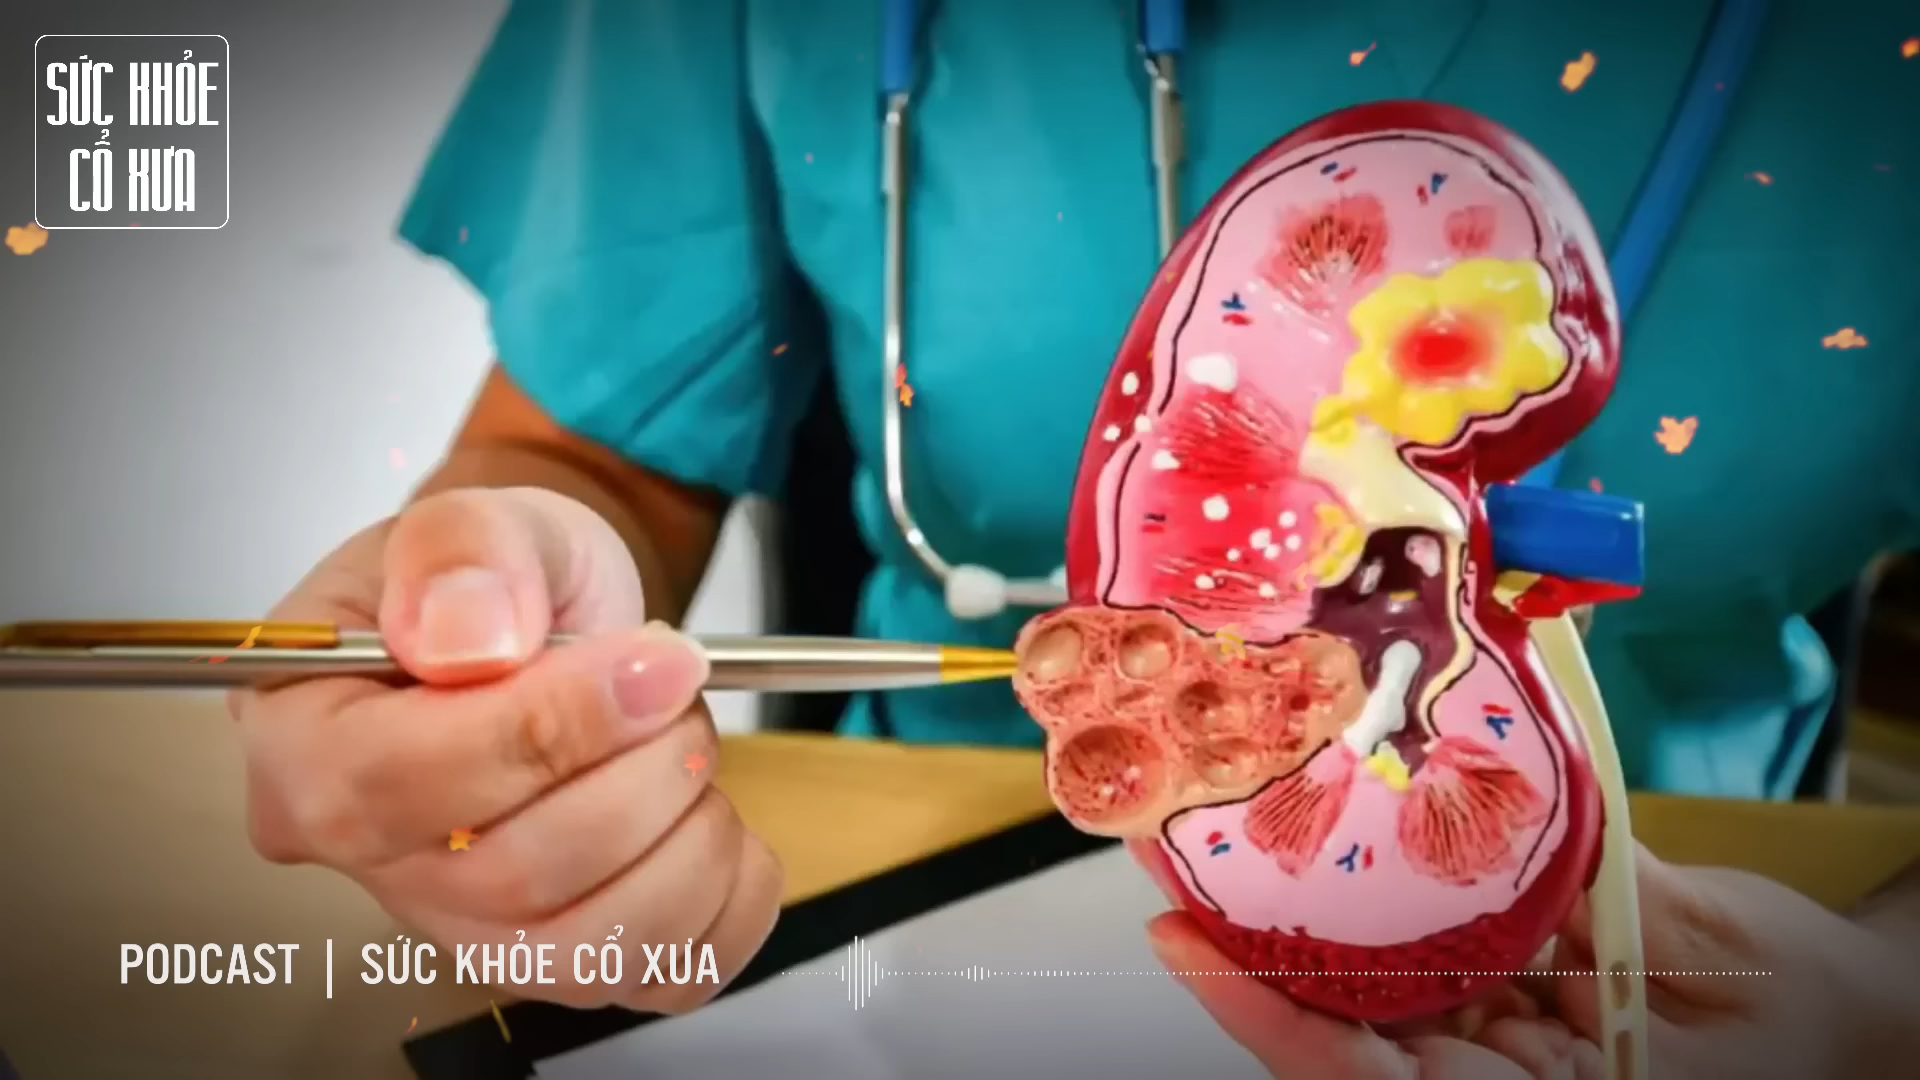 SỨC KHỎE
CỔ XƯA
PODCAST | SỨC KHỎE CỔ XƯA